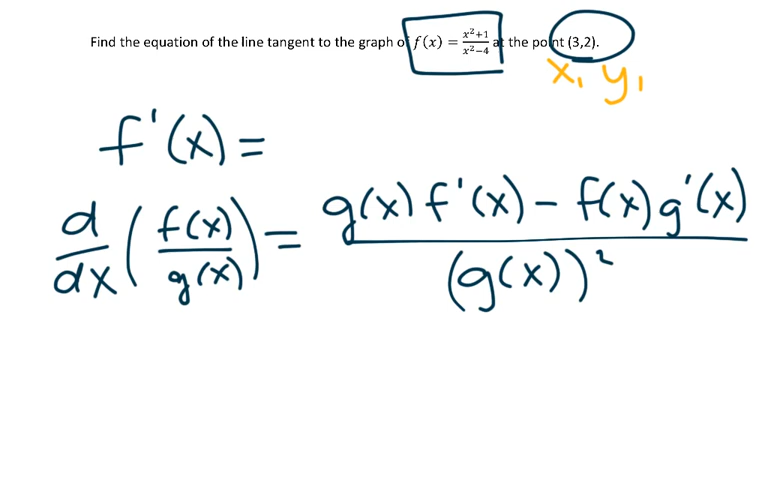 Find the equation of the line tangent to the graph of f(x) = x²+1/x²−4 at the point (3,2).
x₁ y₁
f'(x) =
d/dx (f(x)/g(x)) = g(x) f'(x) − f(x) g'(x)/(g(x))²